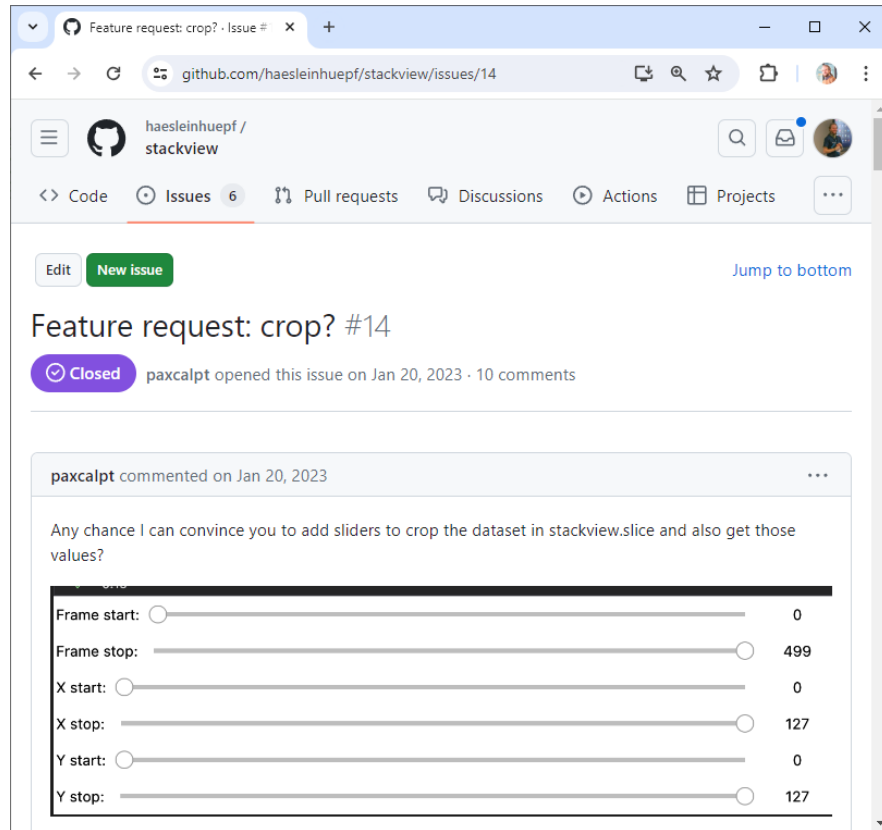 Feature request: crop? · Issue #
github.com/haesleinhuepf/stackview/issues/14
haesleinhuepf /
stackview
<> Code Issues 6 Pull requests Discussions Actions Projects ...
Edit New issue Jump to bottom
Feature request: crop? #14
Closed paxcalpt opened this issue on Jan 20, 2023 · 10 comments
paxcalpt commented on Jan 20, 2023 ...
Any chance I can convince you to add sliders to crop the dataset in stackview.slice and also get those
values?
Frame start: 0
Frame stop: 499
X start: 0
X stop: 127
Y start: 0
Y stop: 127